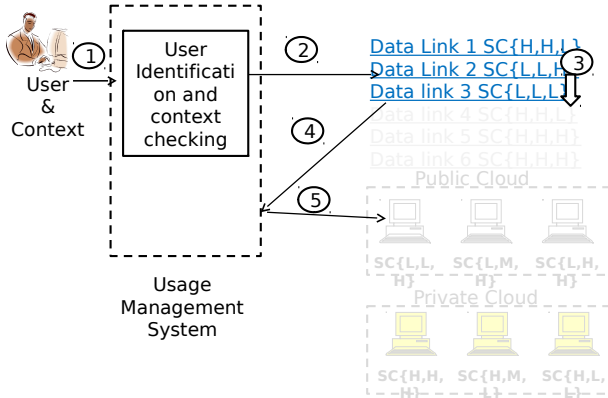 1
2
3
4
5
User
&
Context
User
Identificati
on and
context
checking
Usage
Management
System
Data Link 1 SC{H,H,L}
Data Link 2 SC{L,L,H}
Data link 3 SC{L,L,L}
Data link 4 SC{H,H,L}
Data link 5 SC{H,H,H}
Data link 6 SC{H,H,H}
Public Cloud
SC{L,L,
H}
SC{L,M,
H}
SC{L,H,
H}
Private Cloud
SC{H,H,
H}
SC{H,M,
L}
SC{H,L,
L}